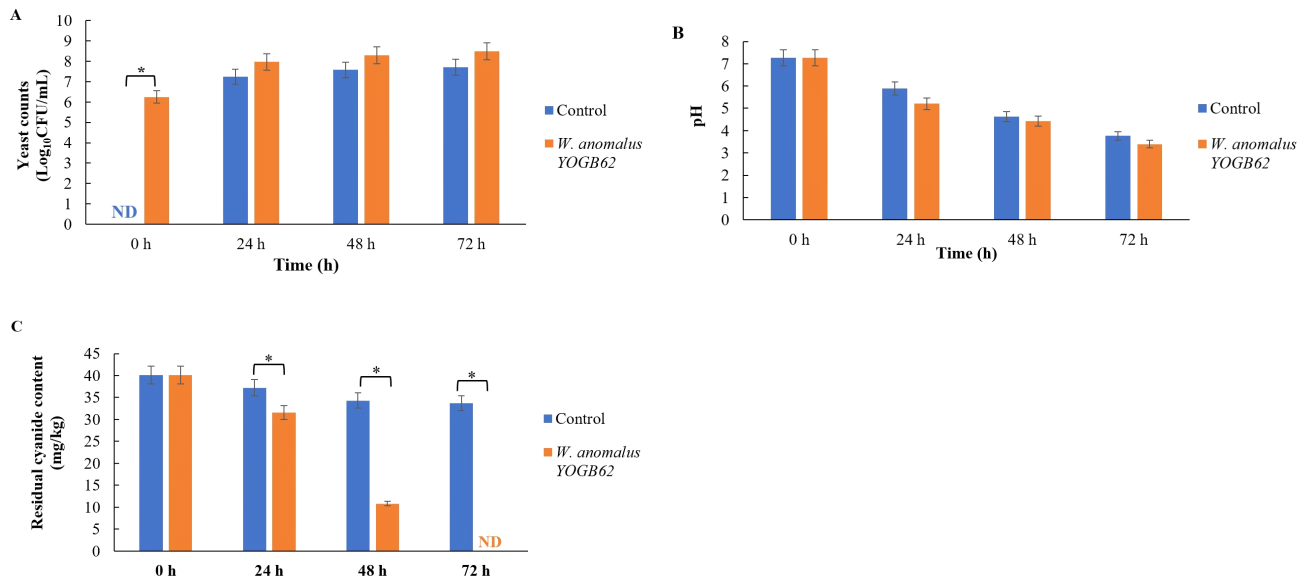 A
Yeast counts
(Log10CFU/mL)
10
9
8
7
6
5
4
3
2
1
0
*
ND
0 h 24 h 48 h 72 h
Time (h)
Control
W. anomalus
YOGB62
B
pH
8
7
6
5
4
3
2
1
0
0 h 24 h 48 h 72 h
Time (h)
Control
W. anomalus
YOGB62
C
Residual cyanide content
(mg/kg)
45
40
35
30
25
20
15
10
5
0
* * *
ND
0 h 24 h 48 h 72 h
Control
W. anomalus
YOGB62